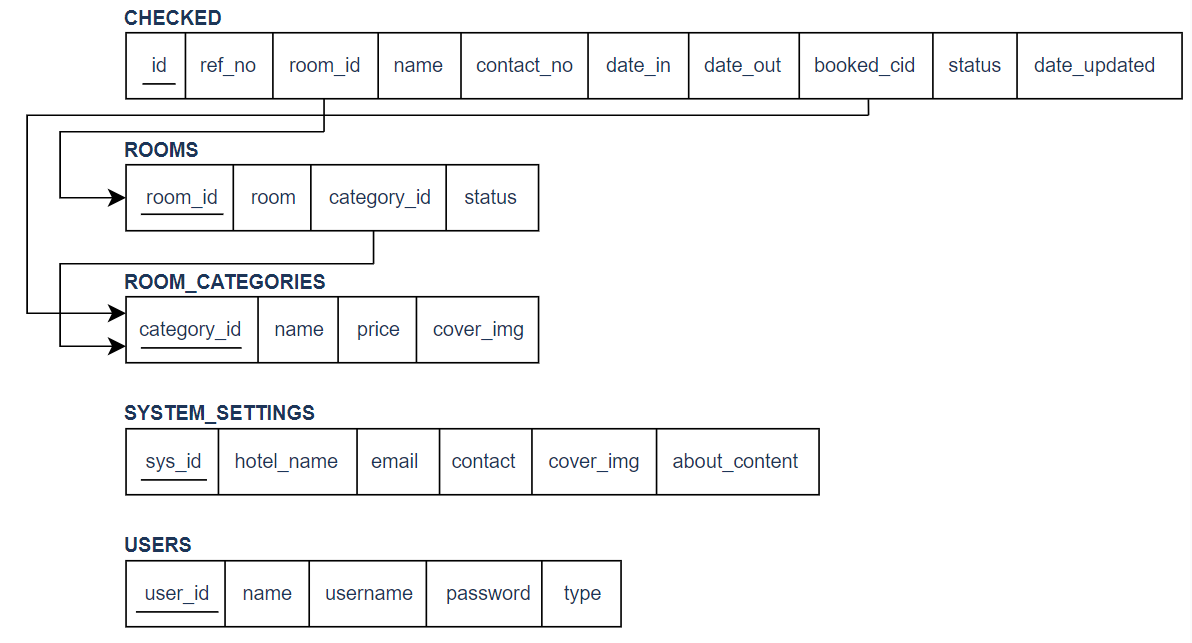 CHECKED
id ref_no room_id name contact_no date_in date_out booked_cid status date_updated
ROOMS
room_id room category_id status
ROOM_CATEGORIES
category_id name price cover_img
SYSTEM_SETTINGS
sys_id hotel_name email contact cover_img about_content
USERS
user_id name username password type